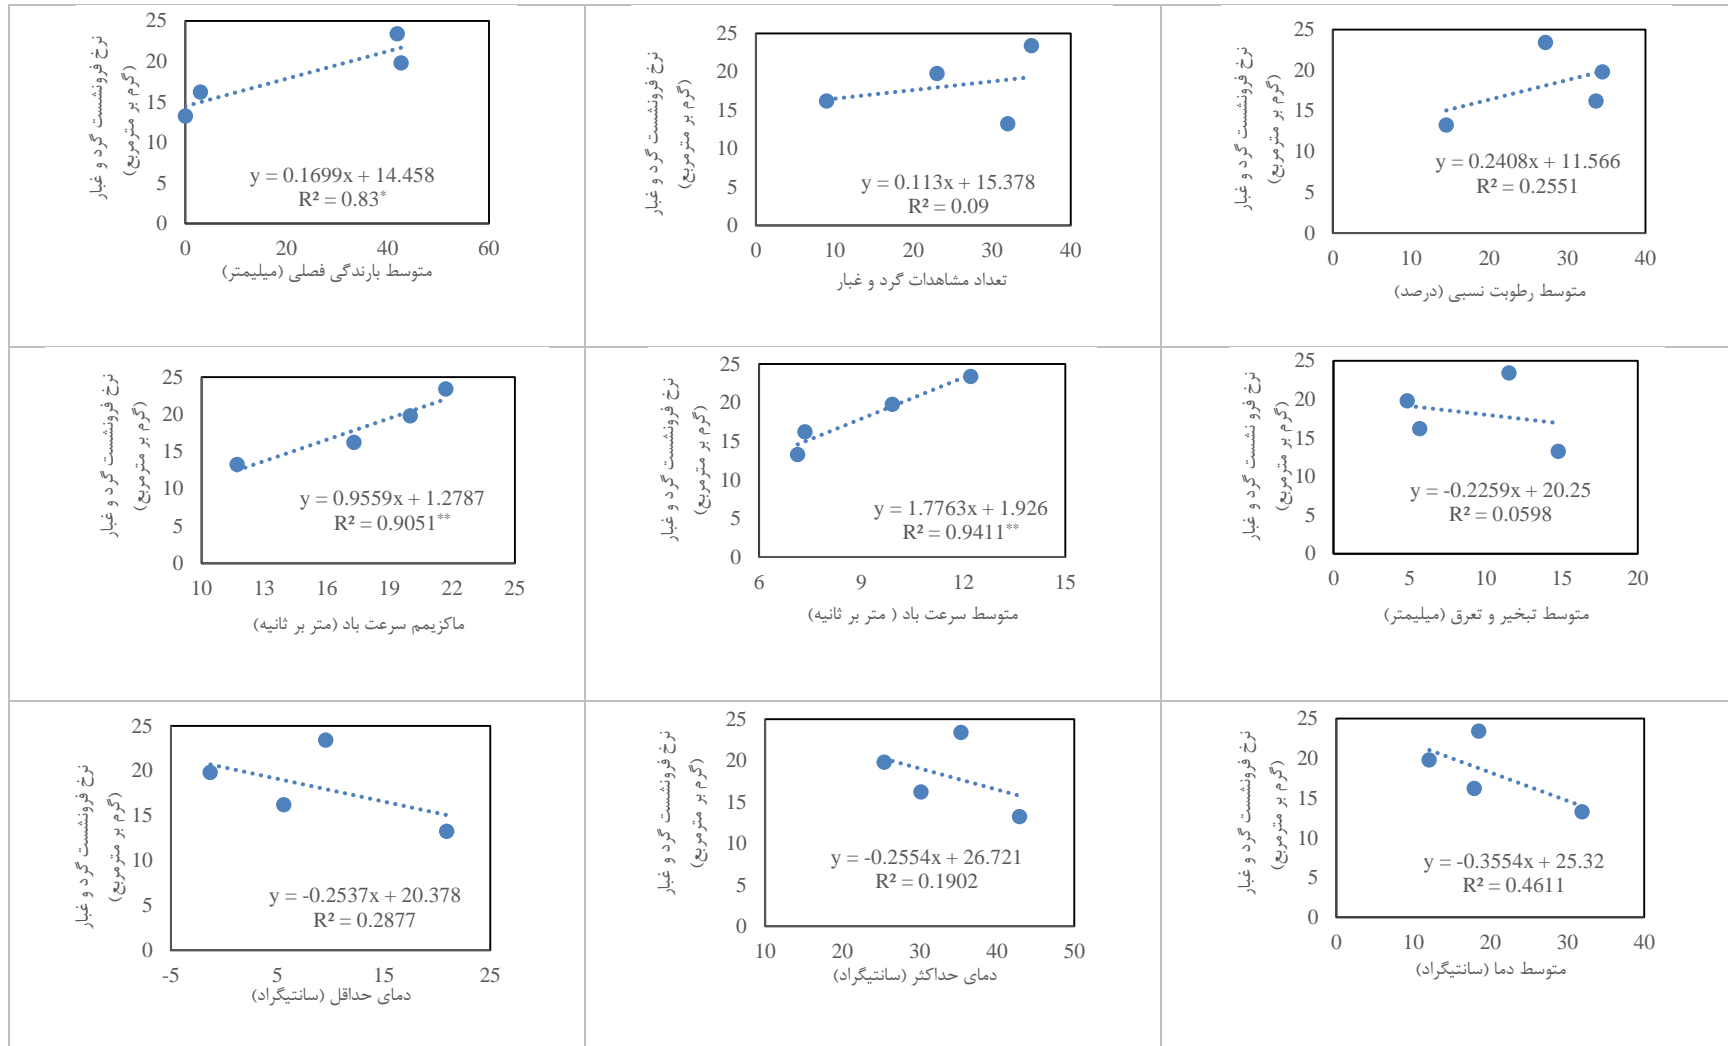 نرخ فرونشست گرد و غبار
(گرم بر مترمربع)
25
20
15
10
5
0
y = 0.1699x + 14.458
R² = 0.83*
0 20 40 60
متوسط بارندگی فصلی (میلیمتر)
نرخ فرونشست گرد و غبار
(گرم بر مترمربع)
25
20
15
10
5
0
y = 0.113x + 15.378
R² = 0.09
0 10 20 30 40
تعداد مشاهدات گرد و غبار
نرخ فرونشست گرد و غبار
(گرم بر مترمربع)
25
20
15
10
5
0
y = 0.2408x + 11.566
R² = 0.2551
0 10 20 30 40
متوسط رطوبت نسبی (درصد)
نرخ فرونشست گرد و غبار
(گرم بر مترمربع)
25
20
15
10
5
0
y = 0.9559x + 1.2787
R² = 0.9051**
10 13 16 19 22 25
ماکزیمم سرعت باد (متر بر ثانیه)
نرخ فرونشست گرد و غبار
(گرم بر مترمربع)
25
20
15
10
5
0
y = 1.7763x + 1.926
R² = 0.9411**
6 9 12 15
متوسط سرعت باد ( متر بر ثانیه)
نرخ فرو نشست گرد و غبار
(گرم بر مترمربع)
25
20
15
10
5
0
y = -0.2259x + 20.25
R² = 0.0598
0 5 10 15 20
متوسط تبخیر و تعرق (میلیمتر)
نرخ فرونشست گرد و غبار
(گرم بر مترمربع)
25
20
15
10
5
0
y = -0.2537x + 20.378
R² = 0.2877
-5 5 15 25
دمای حداقل (سانتیگراد)
نرخ فرونشست گرد و غبار
(گرم بر مترمربع)
25
20
15
10
5
0
y = -0.2554x + 26.721
R² = 0.1902
10 20 30 40 50
دمای حداکثر (سانتیگراد)
نرخ فرونشست گرد و غبار
(گرم بر مترمربع)
25
20
15
10
5
0
y = -0.3554x + 25.32
R² = 0.4611
0 10 20 30 40
متوسط دما (سانتیگراد)